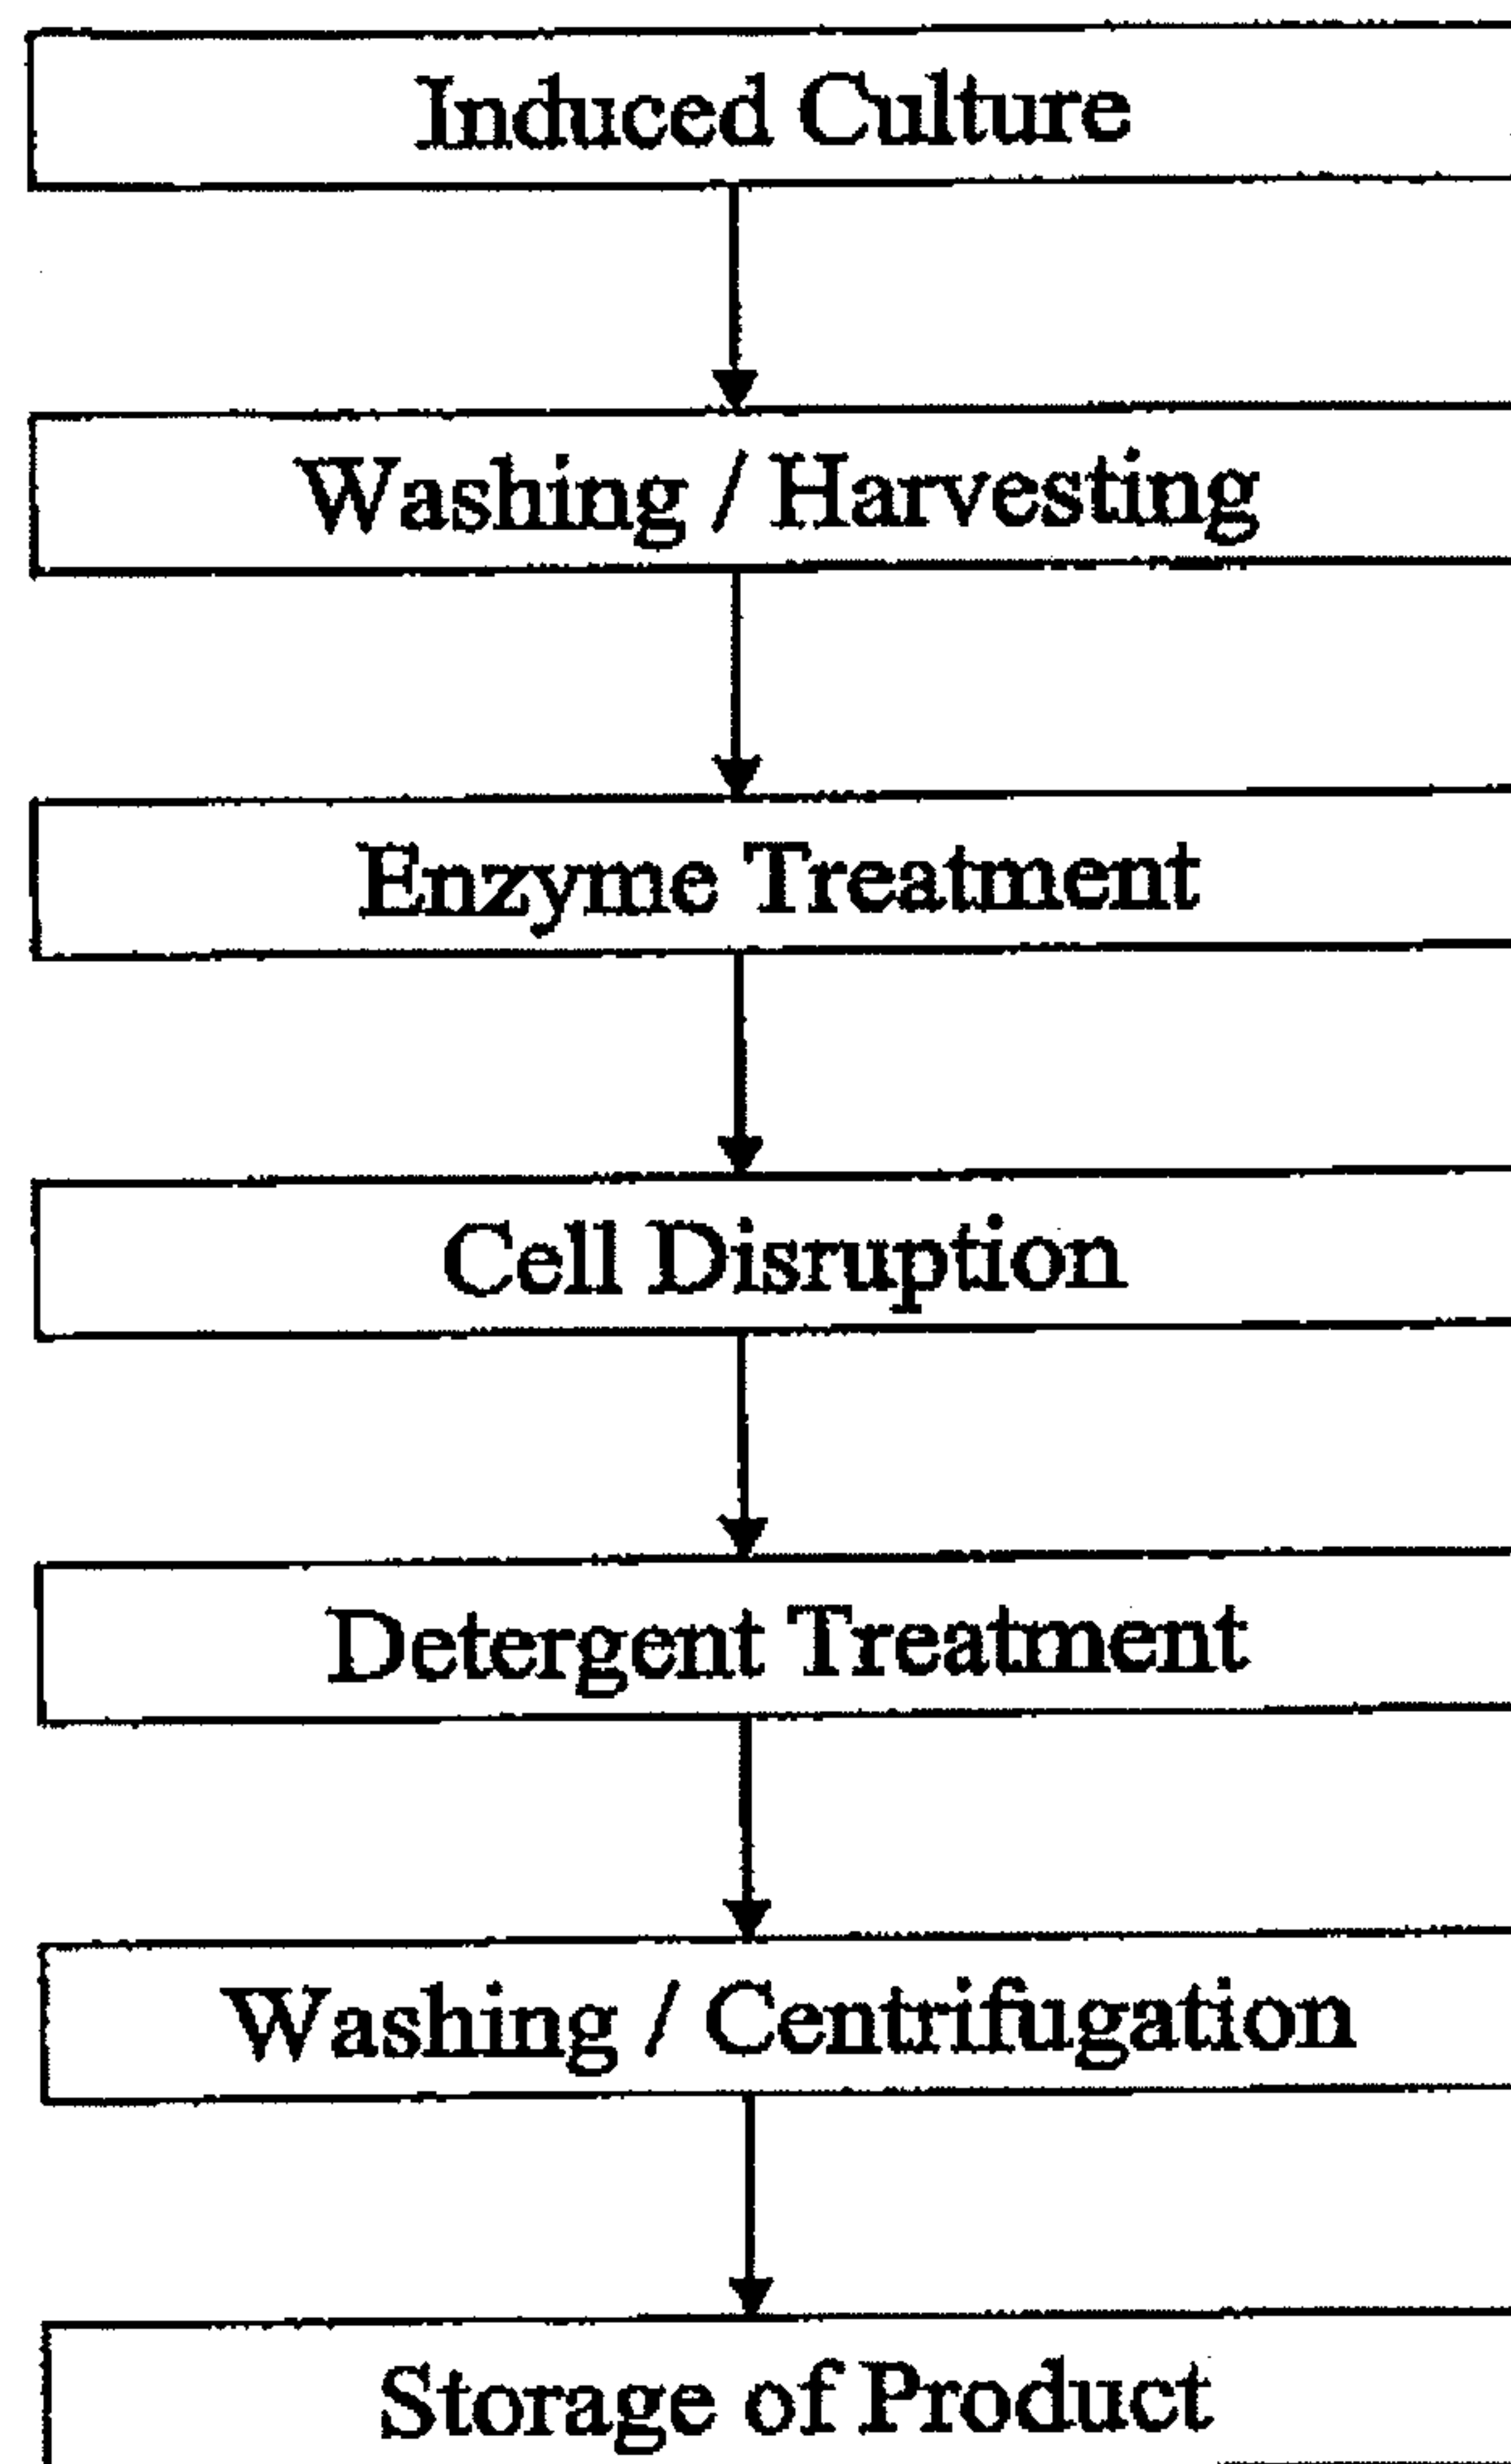 Induced Culture
Washing / Harvesting
Enzyme Treatment
Cell Disruption
Detergent Treatment
Washing / Centrifugation
Storage of Product